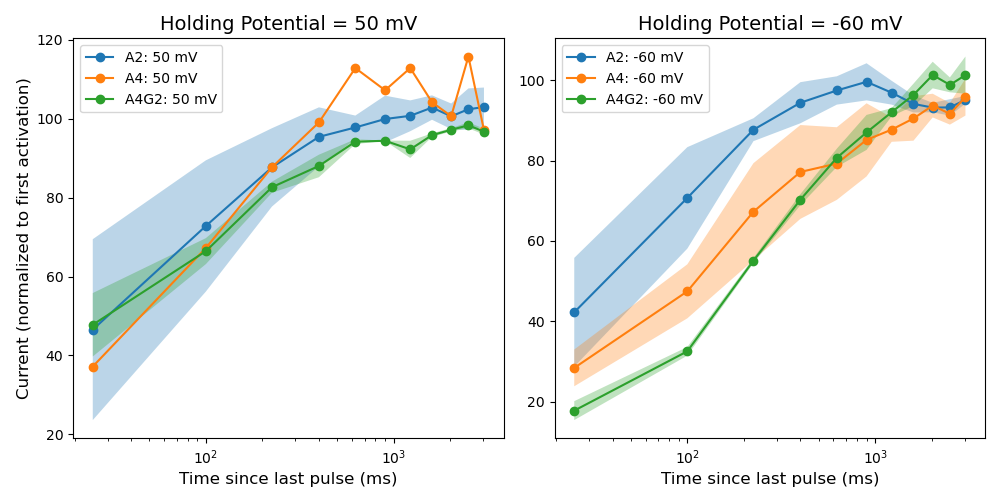 Holding Potential = 50 mV
A2: 50 mV
A4: 50 mV
A4G2: 50 mV
120
100
80
60
40
20
Current (normalized to first activation)
10²
10³
Time since last pulse (ms)
Holding Potential = -60 mV
A2: -60 mV
A4: -60 mV
A4G2: -60 mV
100
80
60
40
20
10²
10³
Time since last pulse (ms)